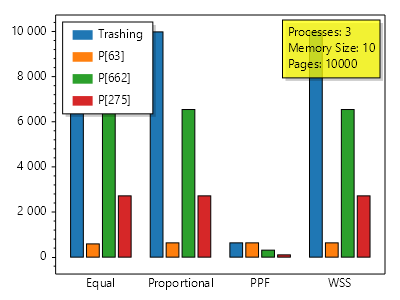 Trashing
P[63]
P[662]
P[275]
Processes: 3
Memory Size: 10
Pages: 10000
10 000
8 000
6 000
4 000
2 000
0
Equal Proportional PPF WSS